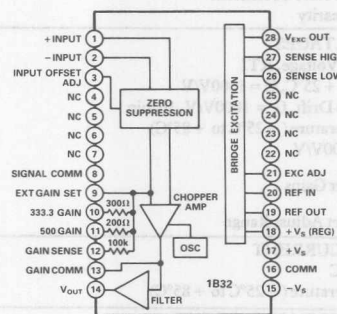 + INPUT 1
− INPUT 2
INPUT OFFSET ADJ 3
NC 4
NC 5
NC 6
NC 7
SIGNAL COMM 8
EXT GAIN SET 9
333.3 GAIN 10
500 GAIN 11
GAIN SENSE 12
GAIN COMM 13
VOUT 14
ZERO SUPPRESSION
300Ω
200Ω
100k
CHOPPER AMP
OSC
FILTER
1B32
BRIDGE EXCITATION
28 VEXC OUT
27 SENSE HIG
26 SENSE LOW
25 NC
24 NC
23 NC
22 NC
21 EXC ADJ
20 REF IN
19 REF OUT
18 +VS (REG)
17 +VS
16 COMM
15 −VS